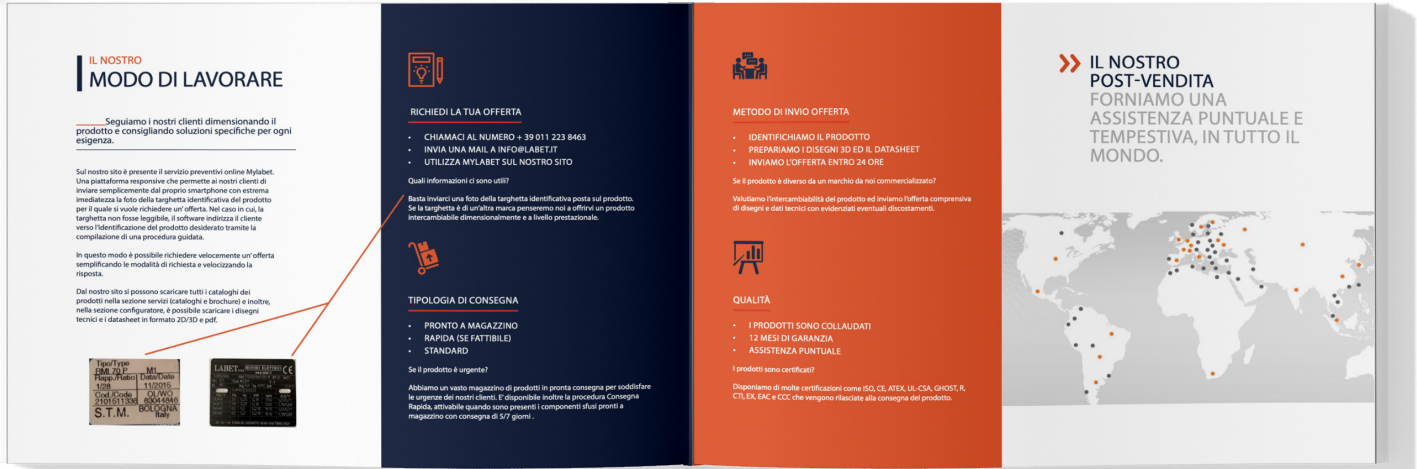 IL NOSTRO
MODO DI LAVORARE
Seguiamo i nostri clienti dimensionando il
prodotto e consigliando soluzioni specifiche per ogni
esigenza.
Sul nostro sito è presente il servizio preventivi online Mylabet.
Una piattaforma responsive che permette ai nostri clienti di
inviare semplicemente dal proprio smartphone con estrema
imediatezza la foto della targhetta identificativa del prodotto
per il quale si vuole richiedere un' offerta. Nel caso in cui, la
targhetta non fosse leggibile, il software indirizza il cliente
verso l'identificazione del prodotto desiderato tramite la
compilazione di una procedura guidata.
In questo modo è possibile richiedere velocemente un' offerta
semplificando le modalità di richiesta e velocizzando la
risposta.
Dal nostro sito si possono scaricare tutti i cataloghi dei
prodotti nella sezione servizi (cataloghi e brochure) e inoltre,
nella sezione configuratore, è possibile scaricare i disegni
tecnici e i datasheet in formato 2D/3D e pdf.
Tipo/Type
RMI 70 P M1
Rapp./Ratio Data/Date
1/28 11/2015
Cod./Code OL/WO
2101511336 63044846
S.T.M. BOLOGNA
Italy
LABET MOTORI ELETTRICI CE
RICHIEDI LA TUA OFFERTA
• CHIAMACI AL NUMERO + 39 011 223 8463
• INVIA UNA MAIL A INFO@LABET.IT
• UTILIZZA MYLABET SUL NOSTRO SITO
Quali informazioni ci sono utili?
Basta inviarci una foto della targhetta identificativa posta sul prodotto.
Se la targhetta è di un'altra marca penseremo noi a offrirvi un prodotto
intercambiabile dimensionalmente e a livello prestazionale.
TIPOLOGIA DI CONSEGNA
• PRONTO A MAGAZZINO
• RAPIDA (SE FATTIBILE)
• STANDARD
Se il prodotto è urgente?
Abbiamo un vasto magazzino di prodotti in pronta consegna per soddisfare
le urgenze dei nostri clienti. E' disponibile inoltre la procedura Consegna
Rapida, attivabile quando sono presenti i componenti sfusi pronti a
magazzino con consegna di 5/7 giorni .
METODO DI INVIO OFFERTA
• IDENTIFICHIAMO IL PRODOTTO
• PREPARIAMO I DISEGNI 3D ED IL DATASHEET
• INVIAMO L'OFFERTA ENTRO 24 ORE
Se il prodotto è diverso da un marchio da noi commercializzato?
Valutiamo l'intercambiabilità del prodotto ed inviamo l'offerta comprensiva
di disegni e dati tecnici con evidenziati eventuali discostamenti.
QUALITÀ
• I PRODOTTI SONO COLLAUDATI
• 12 MESI DI GARANZIA
• ASSISTENZA PUNTUALE
I prodotti sono certificati?
Disponiamo di molte certificazioni come ISO, CE, ATEX, UL-CSA, GHOST, R,
CTI, EX, EAC e CCC che vengono rilasciate alla consegna del prodotto.
IL NOSTRO
POST-VENDITA
FORNIAMO UNA
ASSISTENZA PUNTUALE E
TEMPESTIVA, IN TUTTO IL
MONDO.